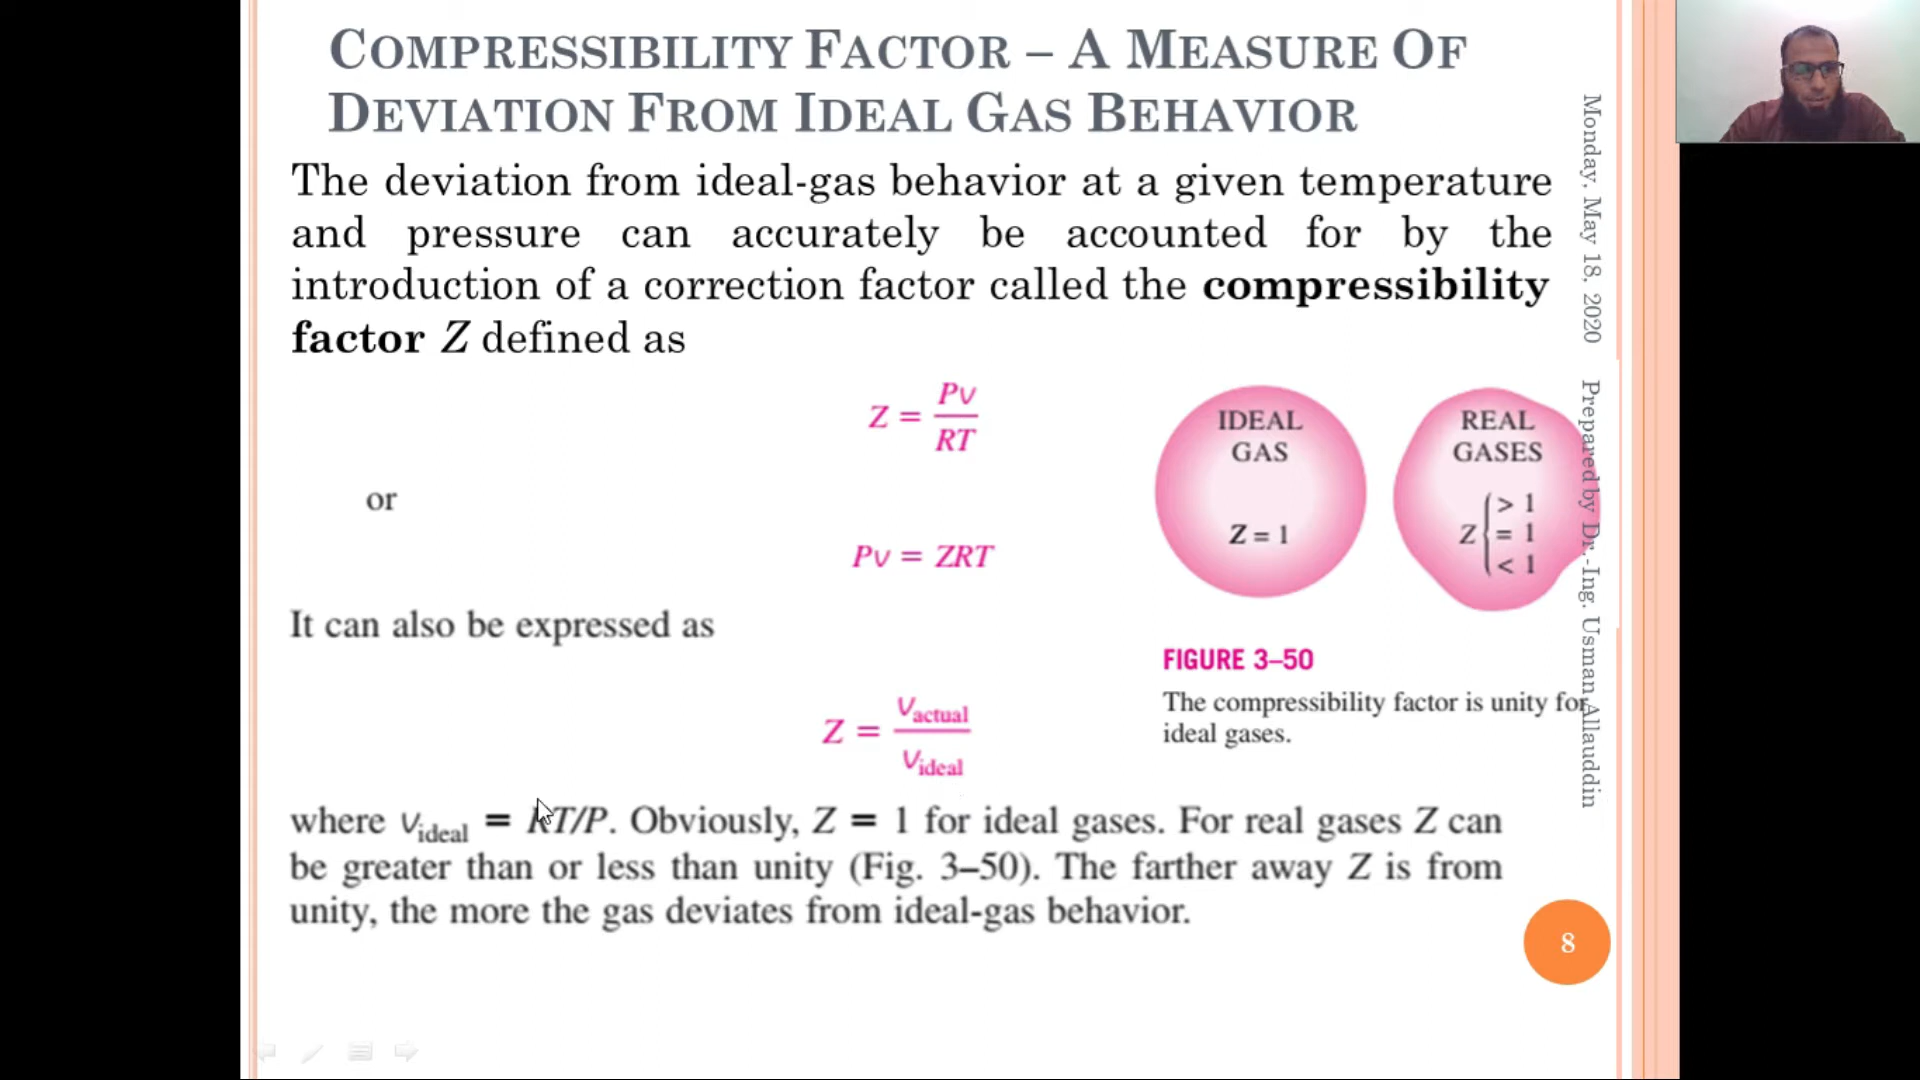 COMPRESSIBILITY FACTOR – A MEASURE OF
DEVIATION FROM IDEAL GAS BEHAVIOR
The deviation from ideal-gas behavior at a given temperature
and pressure can accurately be accounted for by the
introduction of a correction factor called the compressibility
factor Z defined as
Z = Pv/RT
or
Pv = ZRT
It can also be expressed as
Z = v_actual/v_ideal
where v_ideal = RT/P. Obviously, Z = 1 for ideal gases. For real gases Z can
be greater than or less than unity (Fig. 3–50). The farther away Z is from
unity, the more the gas deviates from ideal-gas behavior.
IDEAL
GAS
Z = 1
REAL
GASES
Z { > 1
= 1
< 1
FIGURE 3–50
The compressibility factor is unity for
ideal gases.
Monday, May 18, 2020 Prepared by Dr.-Ing. Usman Allauddin
8